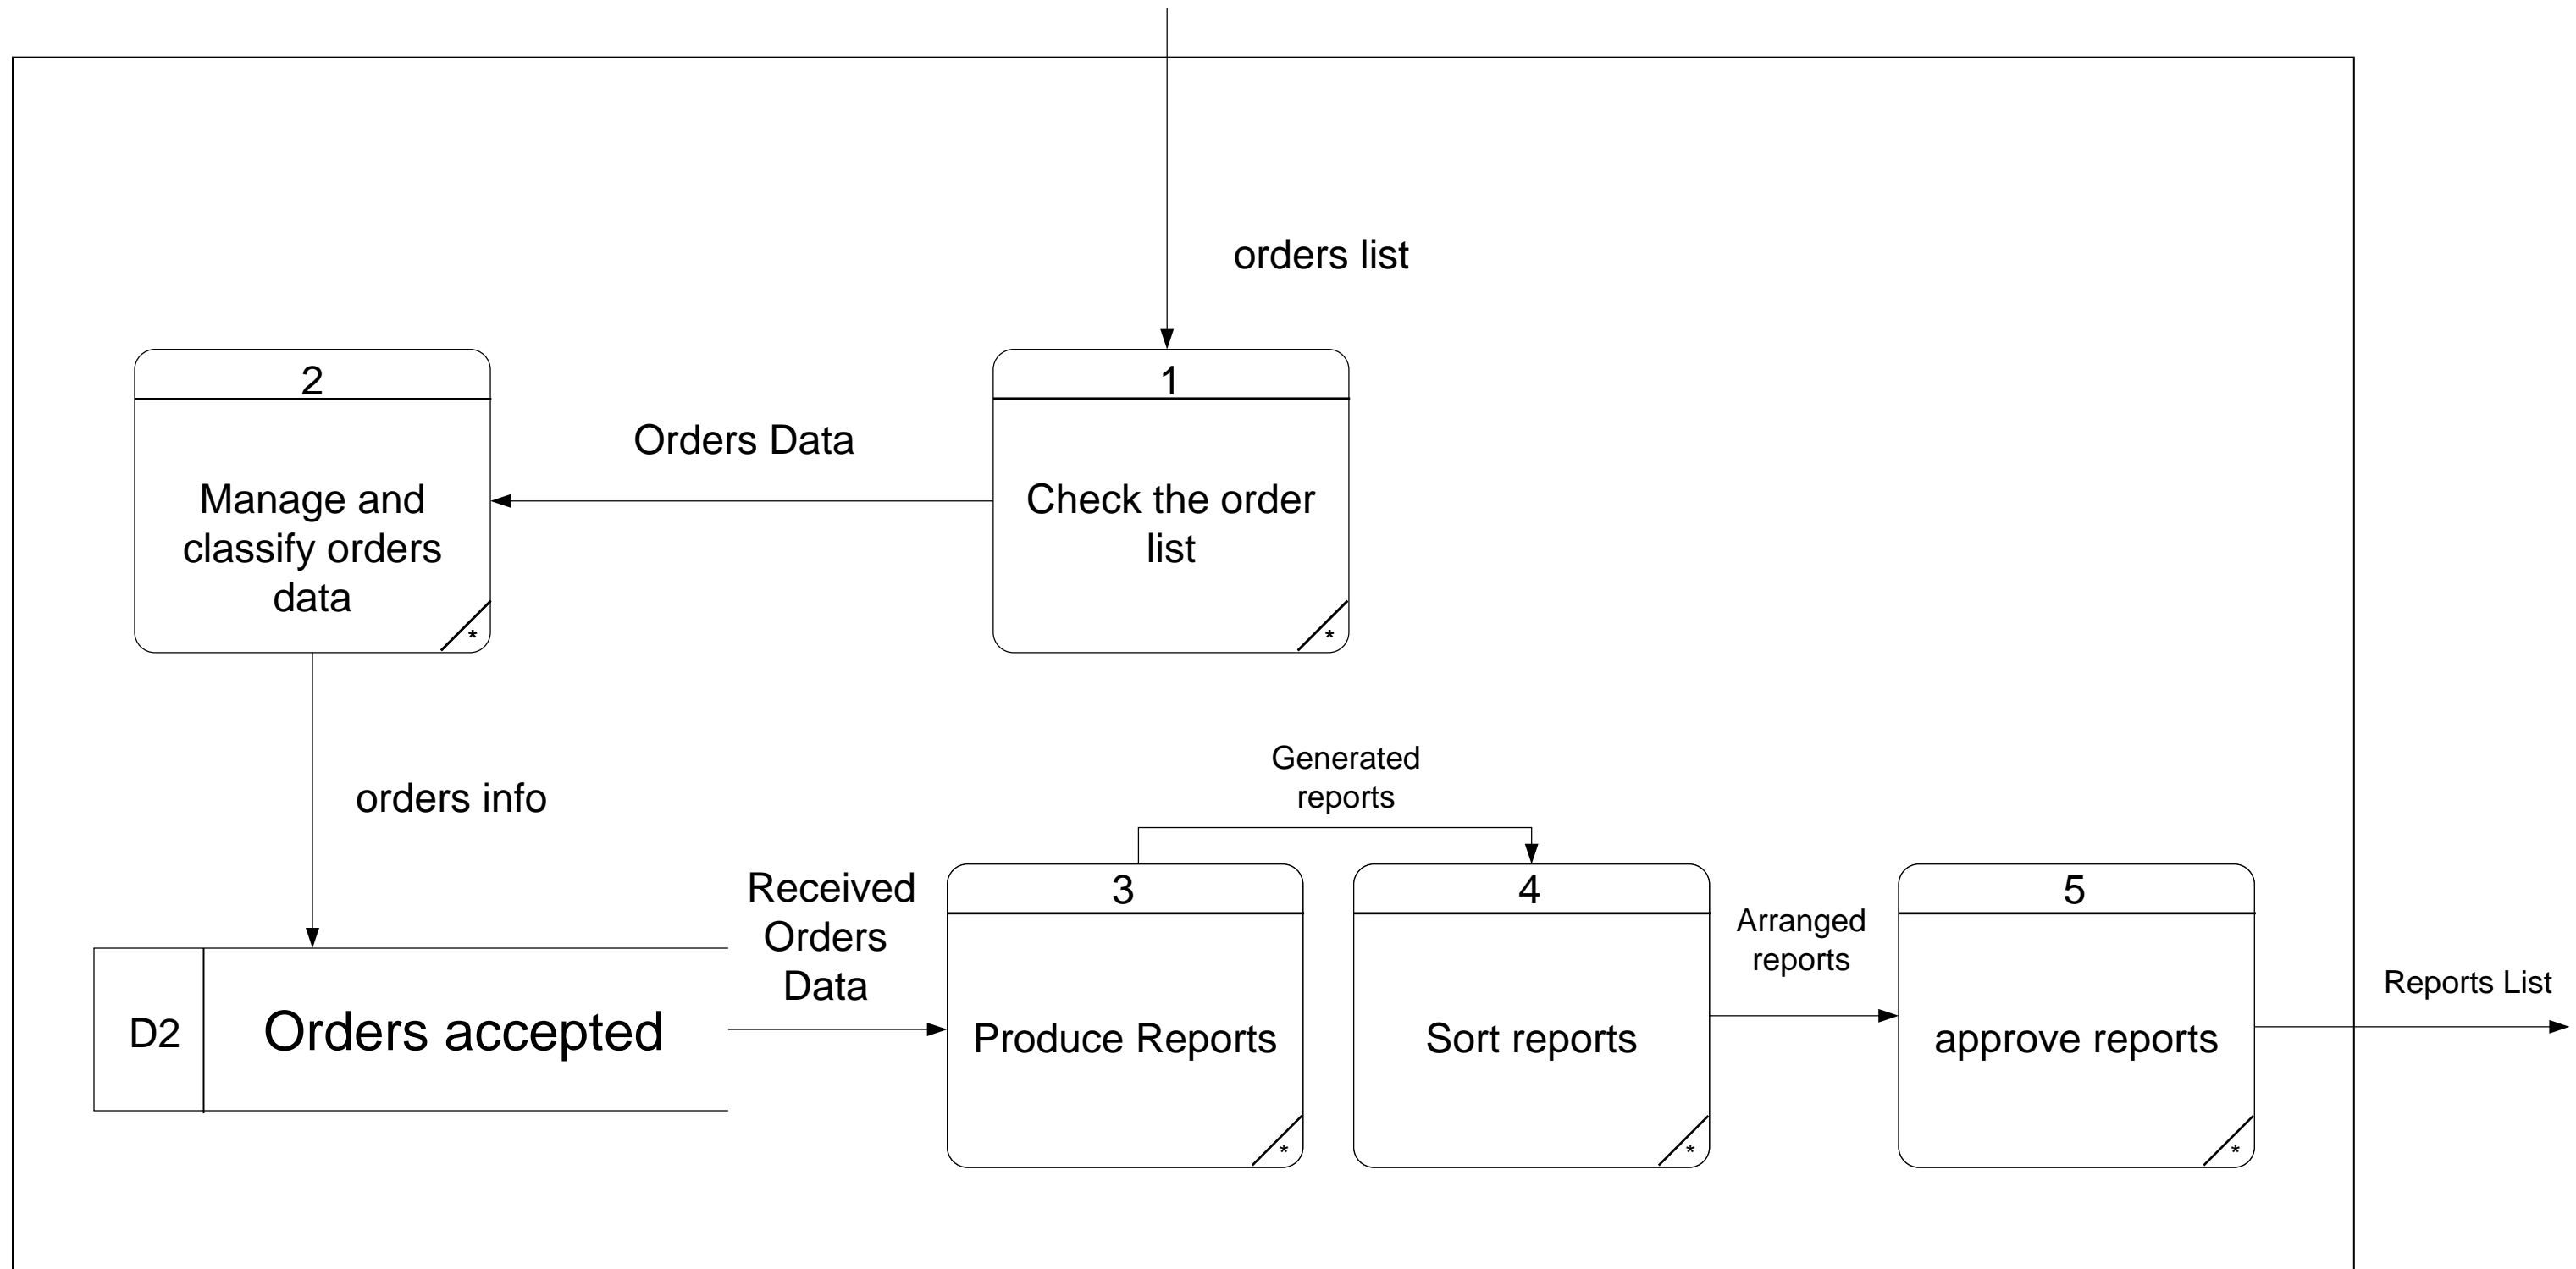 orders list
2
Manage and
classify orders
data
*
Orders Data
1
Check the order
list
*
orders info
D2
Orders accepted
Received
Orders
Data
Generated
reports
3
Produce Reports
*
4
Sort reports
*
Arranged
reports
5
approve reports
*
Reports List